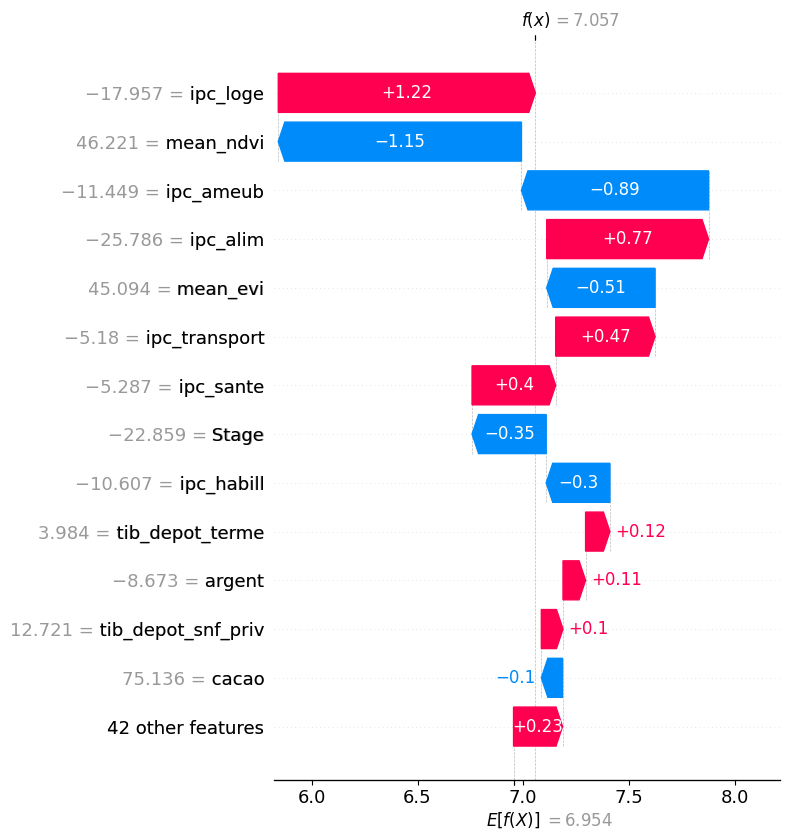 f(x) = 7.057
−17.957 = ipc_loge +1.22
46.221 = mean_ndvi −1.15
−11.449 = ipc_ameub −0.89
−25.786 = ipc_alim +0.77
45.094 = mean_evi −0.51
−5.18 = ipc_transport +0.47
−5.287 = ipc_sante +0.4
−22.859 = Stage −0.35
−10.607 = ipc_habill −0.3
3.984 = tib_depot_terme +0.12
−8.673 = argent +0.11
12.721 = tib_depot_snf_priv +0.1
75.136 = cacao −0.1
42 other features +0.23
6.0 6.5 7.0 7.5 8.0
E[f(X)] = 6.954